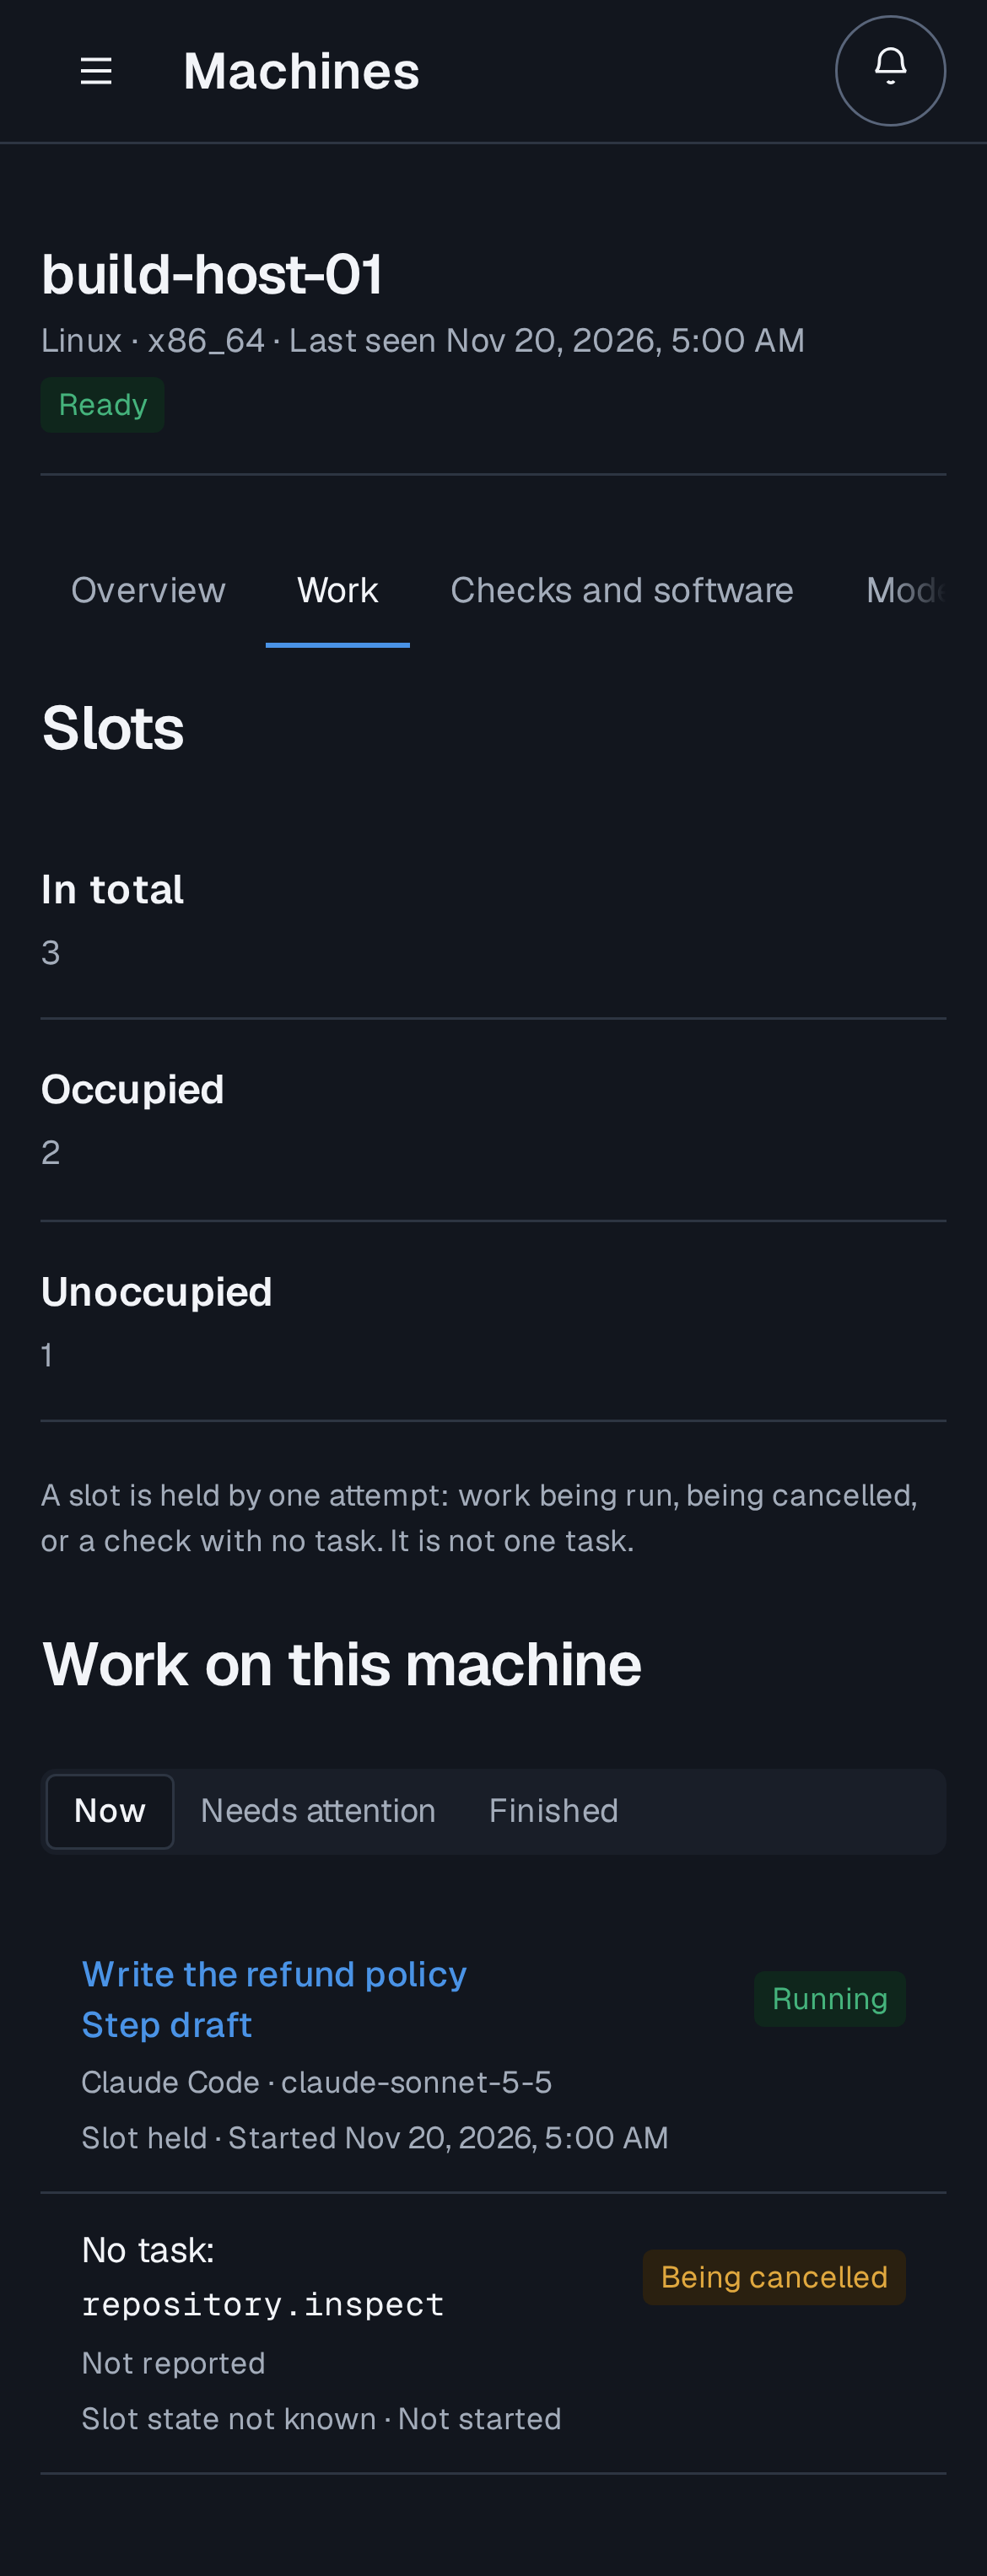 Machines
build-host-01
Linux · x86_64 · Last seen Nov 20, 2026, 5:00 AM
Ready
Overview Work Checks and software Mode
Slots
In total
3
Occupied
2
Unoccupied
1
A slot is held by one attempt: work being run, being cancelled,
or a check with no task. It is not one task.
Work on this machine
Now Needs attention Finished
Write the refund policy
Running
Step draft
Claude Code · claude-sonnet-5-5
Slot held · Started Nov 20, 2026, 5:00 AM
No task:
Being cancelled
repository.inspect
Not reported
Slot state not known · Not started